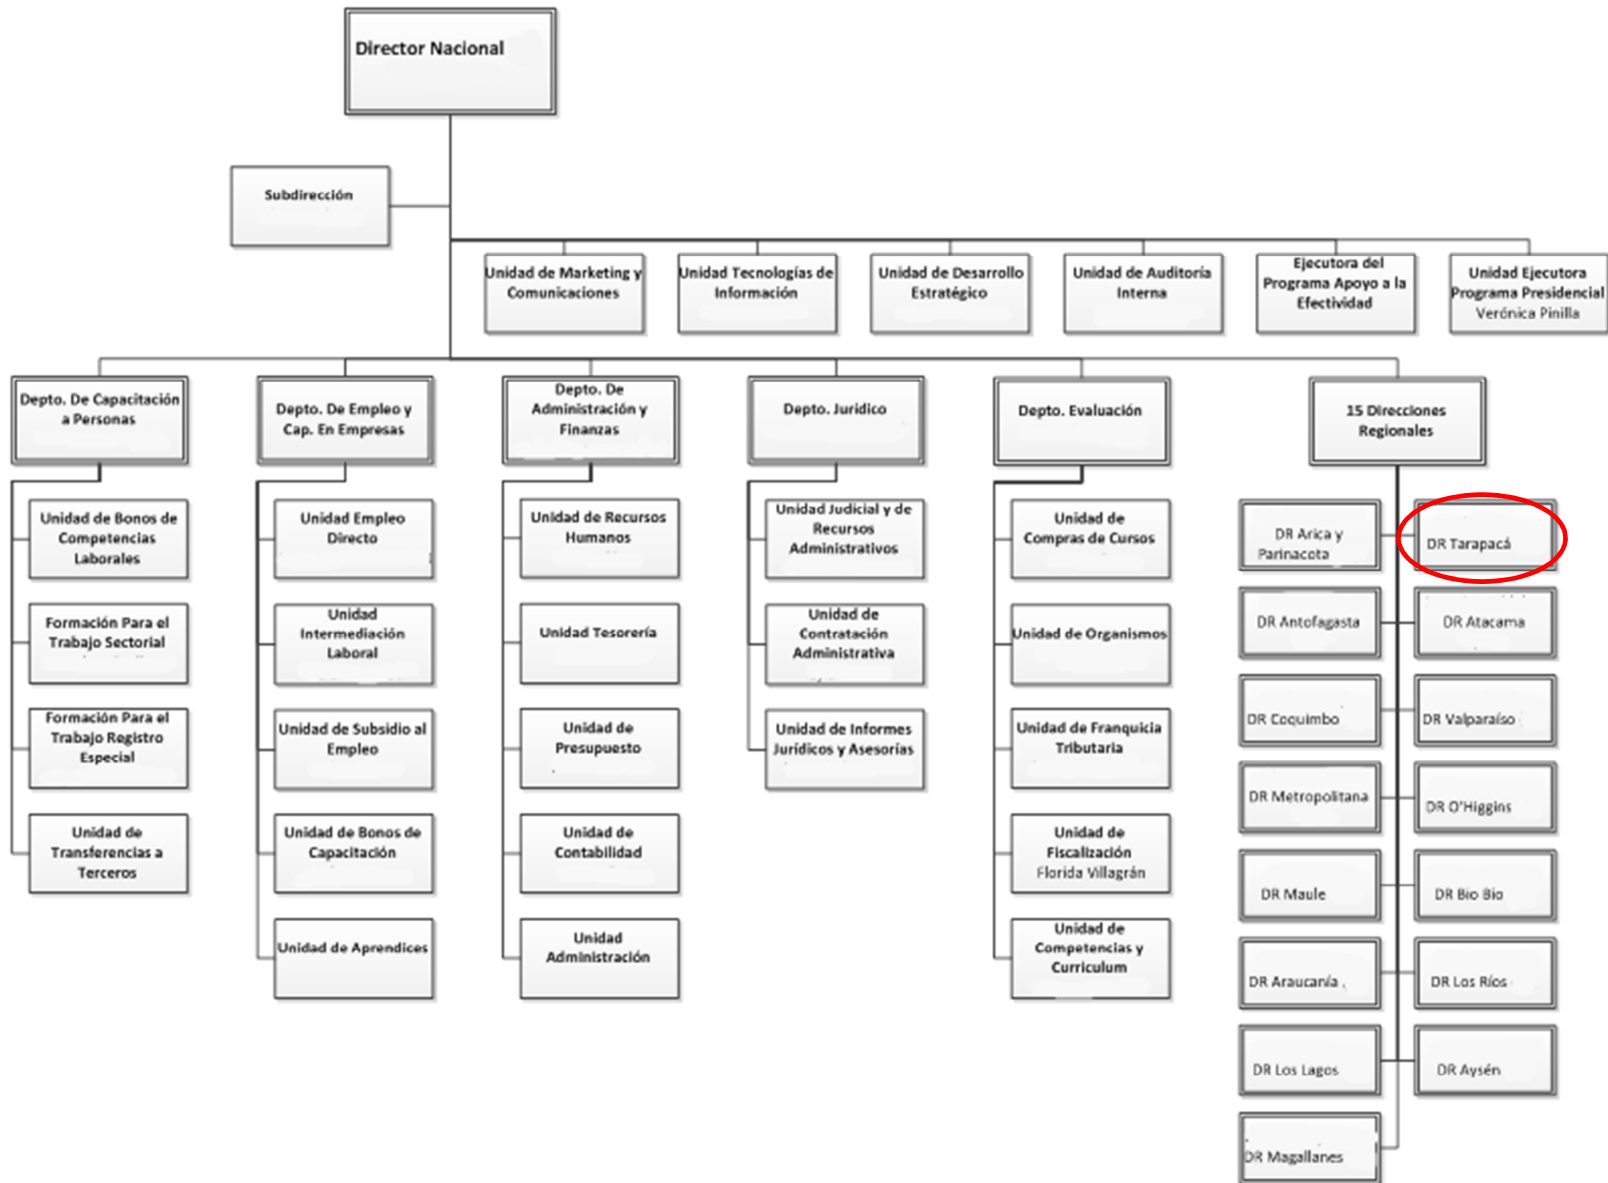 Director Nacional
Subdirección
Unidad de Marketing y
Comunicaciones
Unidad Tecnologías de
Información
Unidad de Desarrollo
Estratégico
Unidad de Auditoría
Interna
Ejecutora del
Programa Apoyo a la
Efectividad
Unidad Ejecutora
Programa Presidencial
Verónica Pinilla
Depto. De Capacitación
a Personas
Depto. De Empleo y
Cap. En Empresas
Depto. De
Administración y
Finanzas
Depto. Jurídico
Depto. Evaluación
15 Direcciones
Regionales
Unidad de Bonos de
Competencias
Laborales
Formación Para el
Trabajo Sectorial
Formación Para el
Trabajo Registro
Especial
Unidad de
Transferencias a
Terceros
Unidad Empleo
Directo
Unidad
Intermediación
Laboral
Unidad de Subsidio al
Empleo
Unidad de Bonos de
Capacitación
Unidad de Aprendices
Unidad de Recursos
Humanos
Unidad Tesorería
Unidad de
Presupuesto
Unidad de
Contabilidad
Unidad
Administración
Unidad Judicial y de
Recursos
Administrativos
Unidad de
Contratación
Administrativa
Unidad de Informes
Jurídicos y Asesorías
Unidad de
Compras de Cursos
Unidad de Organismos
Unidad de Franquicia
Tributaria
Unidad de
Fiscalización
Florida Villagrán
Unidad de
Competencias y
Curriculum
DR Arica y
Parinacota
DR Tarapacá
DR Antofagasta
DR Atacama
DR Coquimbo
DR Valparaíso
DR Metropolitana
DR O'Higgins
DR Maule
DR Bio Bio
DR Araucanía
DR Los Ríos
DR Los Lagos
DR Aysén
DR Magallanes